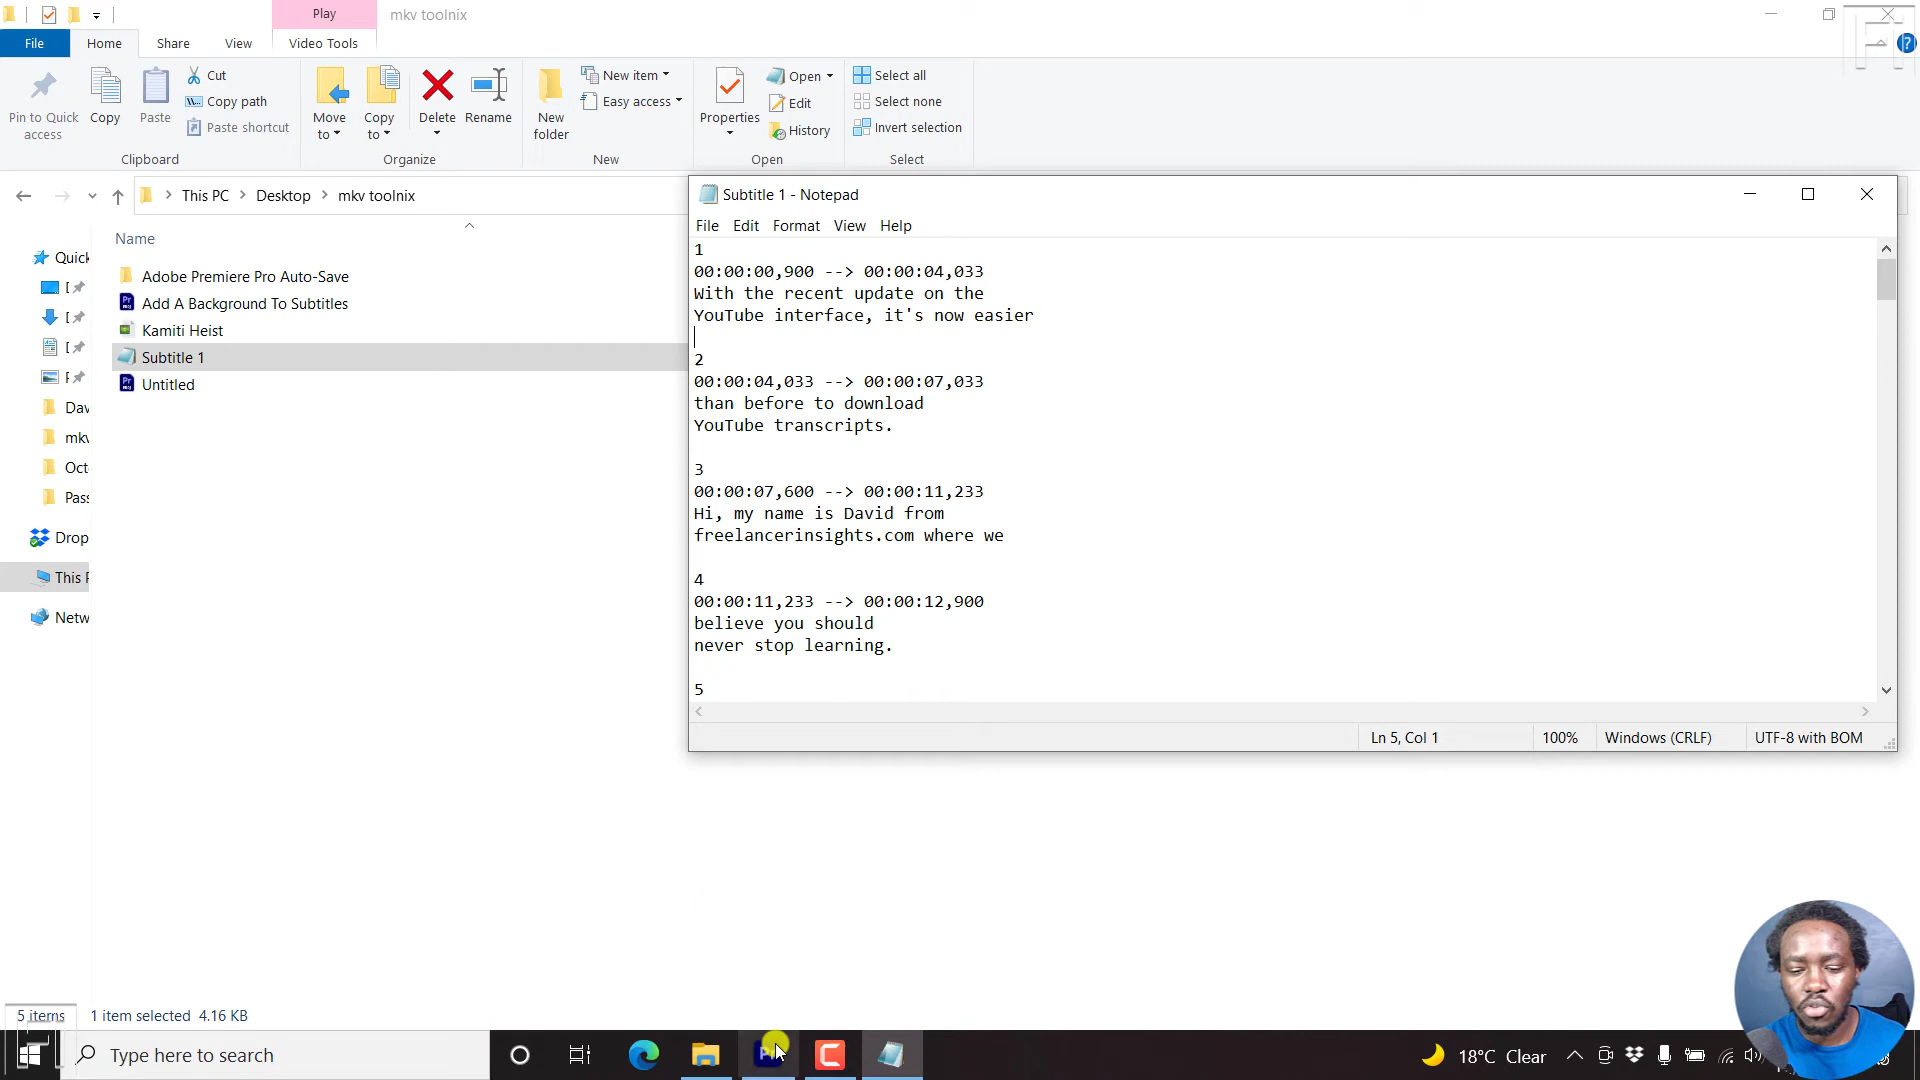 Play
mkv toolnix
File
Home
Share
View
Video Tools
Pin to Quick
access
Copy
Paste
Cut
Copy path
Paste shortcut
Clipboard
Move
to
Copy
to
Delete
Rename
Organize
New
folder
New item
Easy access
New
Properties
Open
Edit
History
Open
Select all
Select none
Invert selection
Select
This PC
Desktop
mkv toolnix
Name
Quick
Dav
mkv
Oct
Pass
Drop
This P
Netw
Adobe Premiere Pro Auto-Save
Add A Background To Subtitles
Kamiti Heist
Subtitle 1
Untitled
Subtitle 1 - Notepad
File Edit Format View Help
1
00:00:00,900 --> 00:00:04,033
With the recent update on the
YouTube interface, it's now easier
2
00:00:04,033 --> 00:00:07,033
than before to download
YouTube transcripts.
3
00:00:07,600 --> 00:00:11,233
Hi, my name is David from
freelancerinsights.com where we
4
00:00:11,233 --> 00:00:12,900
believe you should
never stop learning.
5
Ln 5, Col 1
100%
Windows (CRLF)
UTF-8 with BOM
5 items
1 item selected 4.16 KB
Type here to search
18°C Clear